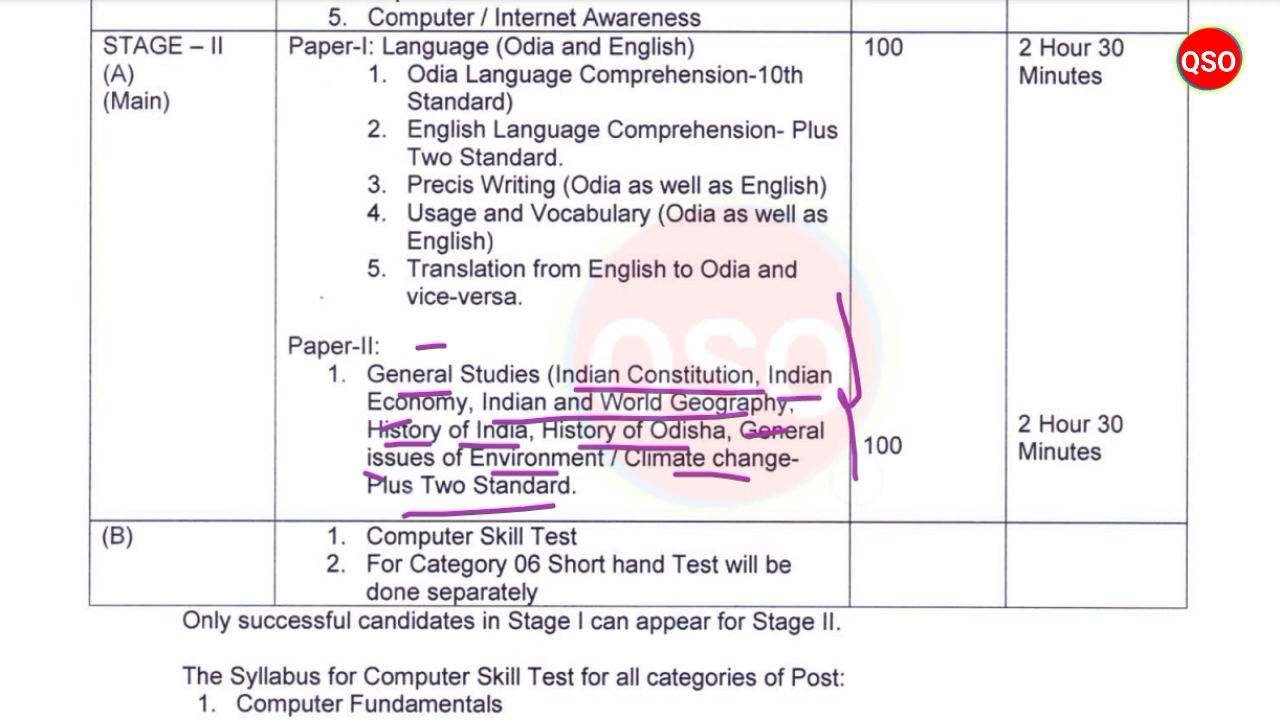 5. Computer / Internet Awareness
STAGE – II
(A)
(Main)
Paper-I: Language (Odia and English)
1. Odia Language Comprehension-10th
Standard)
2. English Language Comprehension- Plus
Two Standard.
3. Precis Writing (Odia as well as English)
4. Usage and Vocabulary (Odia as well as
English)
5. Translation from English to Odia and
vice-versa.
100
2 Hour 30
Minutes
QSO
Paper-II:
1. General Studies (Indian Constitution, Indian
Economy, Indian and World Geography,
History of India, History of Odisha, General
issues of Environment / Climate change-
Plus Two Standard.
100
2 Hour 30
Minutes
QSO
(B)
1. Computer Skill Test
2. For Category 06 Short hand Test will be
done separately
Only successful candidates in Stage I can appear for Stage II.
The Syllabus for Computer Skill Test for all categories of Post:
1. Computer Fundamentals